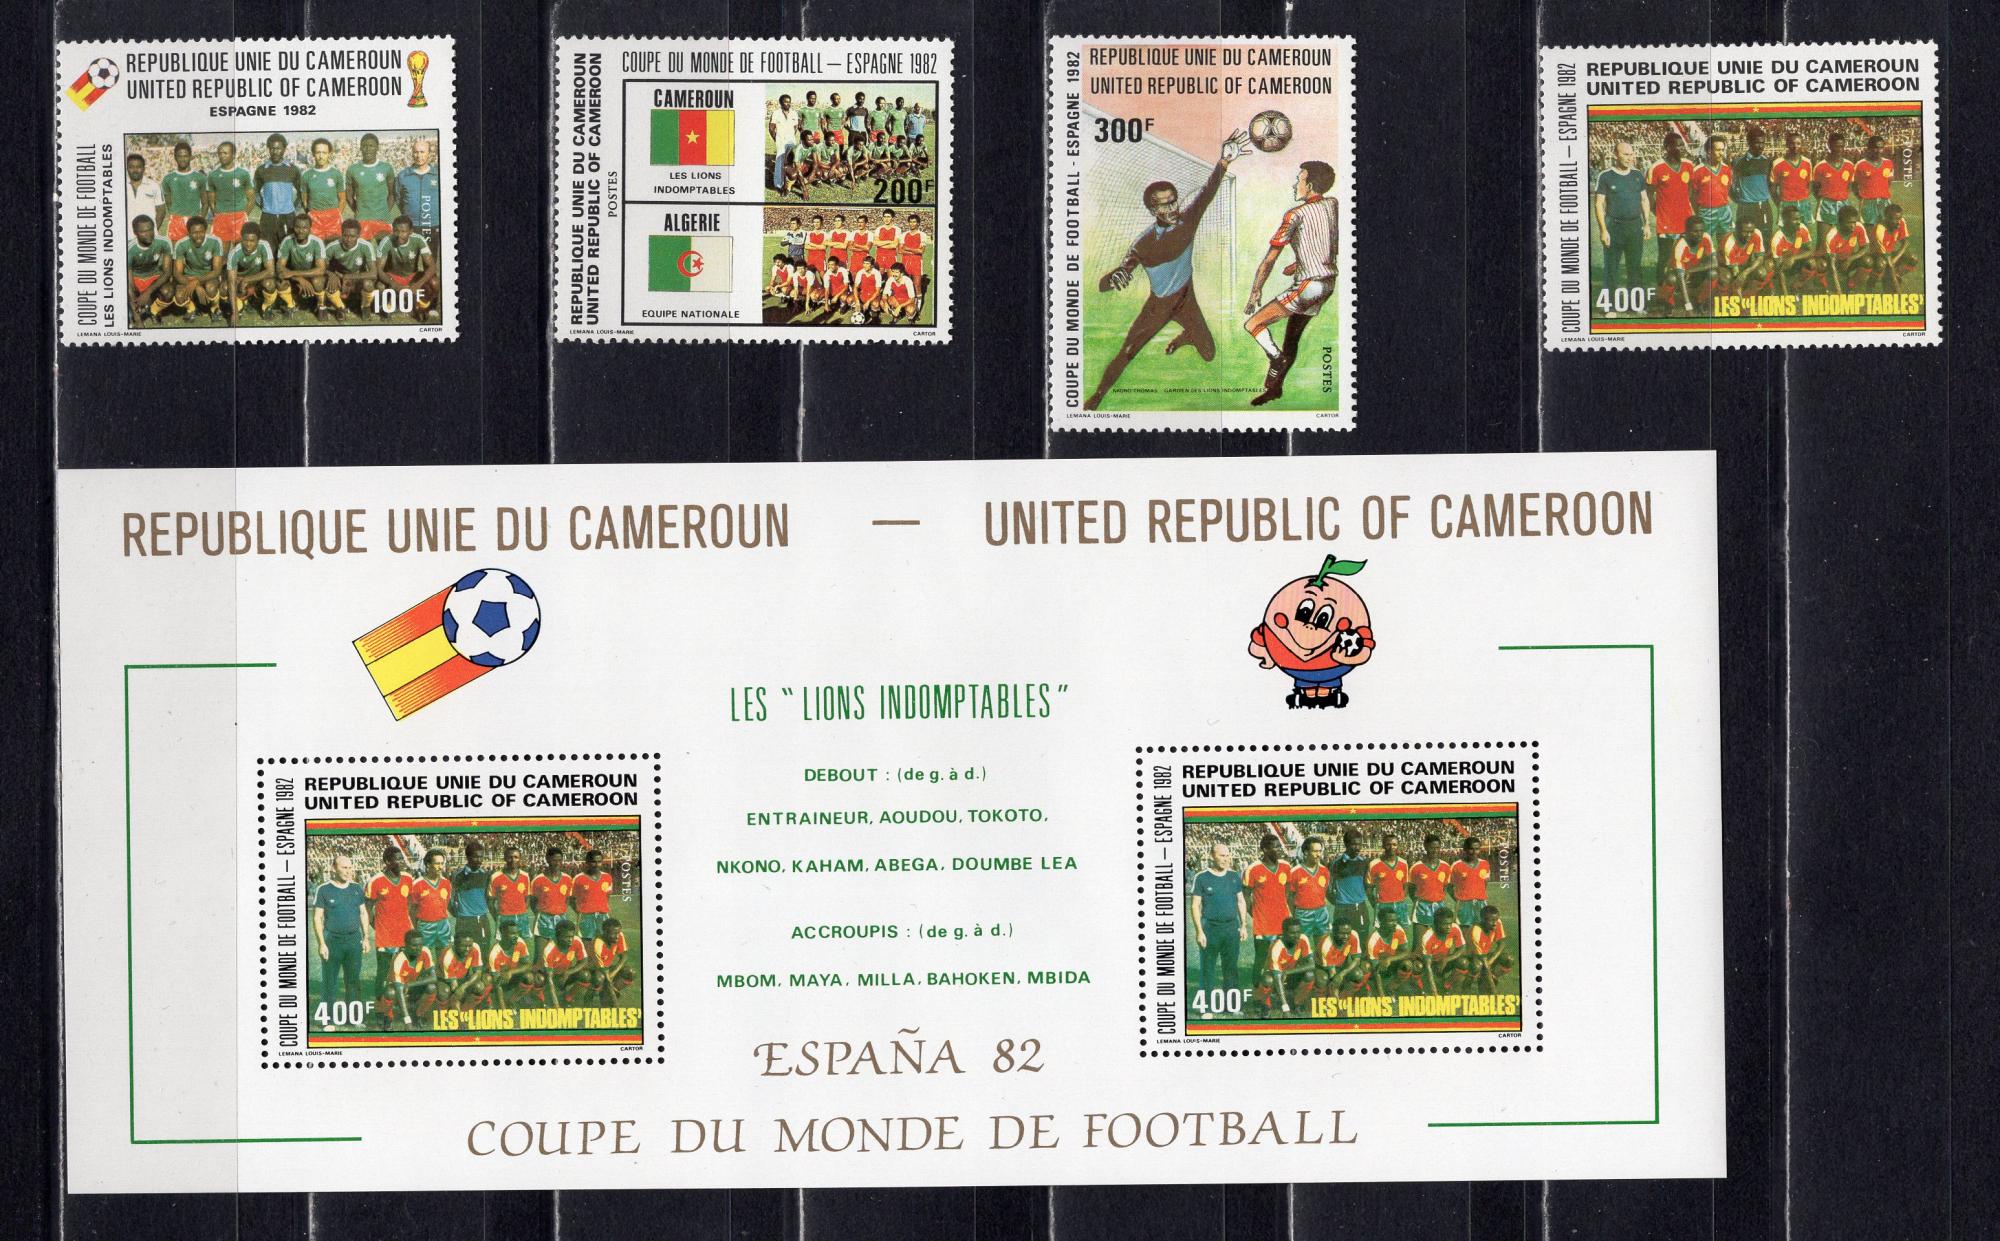 REPUBLIQUE UNIE DU CAMEROUN
UNITED REPUBLIC OF CAMEROON
ESPAGNE 1982
COUPE DU MONDE DE FOOTBALL
LES LIONS INDOMPTABLES
POSTES
100F
LEMANA LOUIS-MARIE
CARTOR
REPUBLIQUE UNIE DU CAMEROUN
UNITED REPUBLIC OF CAMEROON
POSTES
COUPE DU MONDE DE FOOTBALL — ESPAGNE 1982
CAMEROUN
LES LIONS
INDOMPTABLES
200F
ALGERIE
EQUIPE NATIONALE
LEMANA LOUIS-MARIE
CARTOR
COUPE DU MONDE DE FOOTBALL - ESPAGNE 1982
REPUBLIQUE UNIE DU CAMEROUN
UNITED REPUBLIC OF CAMEROON
300F
POSTES
NKONO THOMAS GARDIEN DES LIONS INDOMPTABLES
LEMANA LOUIS-MARIE
CARTOR
COUPE DU MONDE DE FOOTBALL — ESPAGNE 1982
REPUBLIQUE UNIE DU CAMEROUN
UNITED REPUBLIC OF CAMEROON
POSTES
400F
LES "LIONS INDOMPTABLES"
LEMANA LOUIS-MARIE
CARTOR
REPUBLIQUE UNIE DU CAMEROUN — UNITED REPUBLIC OF CAMEROON
LES "LIONS INDOMPTABLES"
DEBOUT : (de g. à d.)
ENTRAINEUR, AOUDOU, TOKOTO,
NKONO, KAHAM, ABEGA, DOUMBE LEA
ACCROUPIS : (de g. à d.)
MBOM, MAYA, MILLA, BAHOKEN, MBIDA
COUPE DU MONDE DE FOOTBALL — ESPAGNE 1982
REPUBLIQUE UNIE DU CAMEROUN
UNITED REPUBLIC OF CAMEROON
POSTES
400F
LES "LIONS INDOMPTABLES"
LEMANA LOUIS-MARIE
CARTOR
COUPE DU MONDE DE FOOTBALL — ESPAGNE 1982
REPUBLIQUE UNIE DU CAMEROUN
UNITED REPUBLIC OF CAMEROON
POSTES
400F
LES "LIONS INDOMPTABLES"
LEMANA LOUIS-MARIE
CARTOR
ESPAÑA 82
COUPE DU MONDE DE FOOTBALL